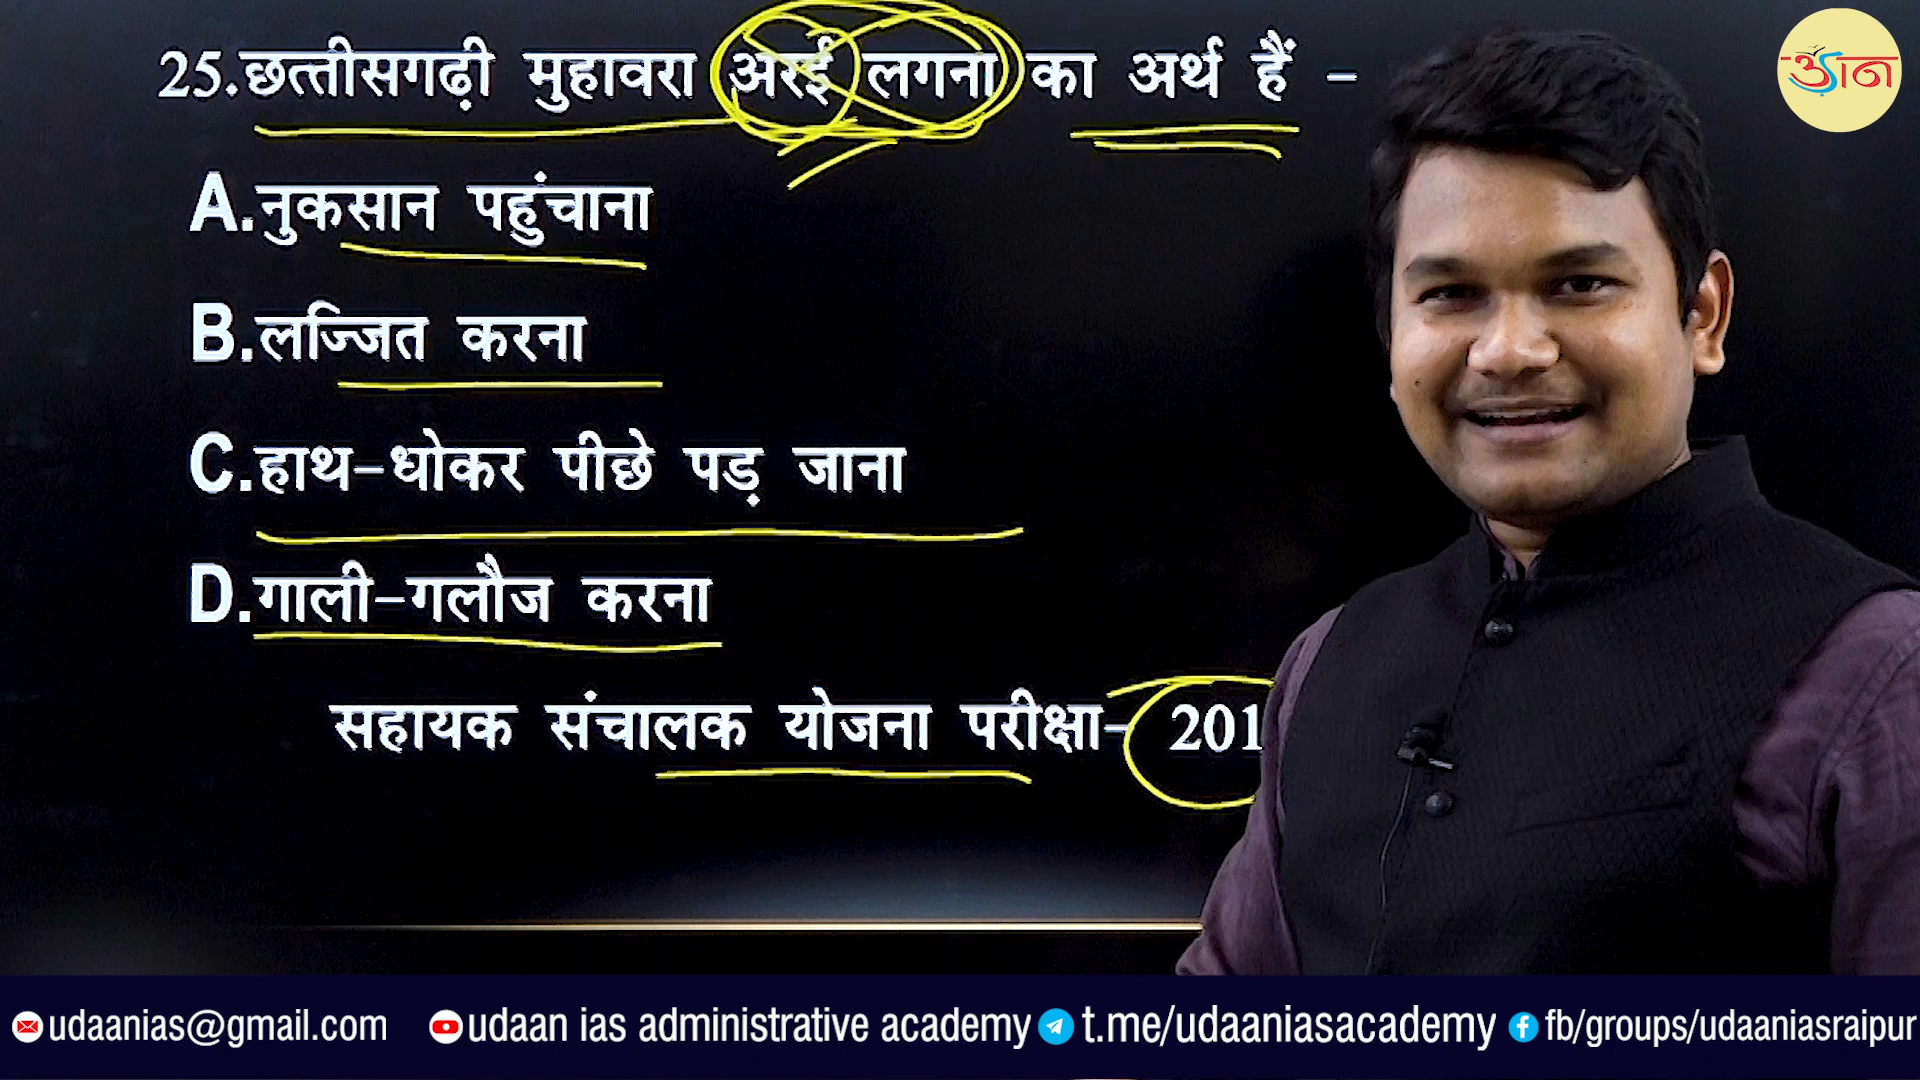 उड़ान
25.छत्तीसगढ़ी मुहावरा अरई लगना का अर्थ हैं –
A.नुकसान पहुंचाना
B.लज्जित करना
C.हाथ-धोकर पीछे पड़ जाना
D.गाली-गलौज करना
सहायक संचालक योजना परीक्षा- 201
udaanias@gmail.com udaan ias administrative academy t.me/udaaniasacademy fb/groups/udaaniasraipur